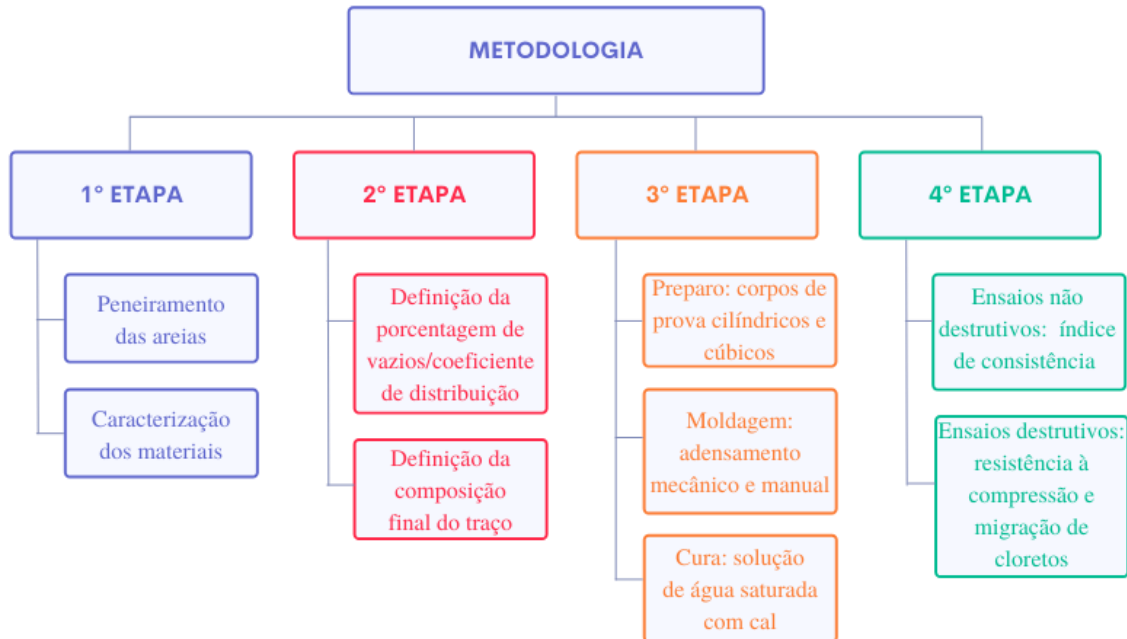 METODOLOGIA
1° ETAPA
Peneiramento
das areias
Caracterização
dos materiais
2° ETAPA
Definição da
porcentagem de
vazios/coeficiente
de distribuição
Definição da
composição
final do traço
3° ETAPA
Preparo: corpos de
prova cilíndricos e
cúbicos
Moldagem:
adensamento
mecânico e manual
Cura: solução
de água saturada
com cal
4° ETAPA
Ensaios não
destrutivos: índice
de consistência
Ensaios destrutivos:
resistência à
compressão e
migração de
cloretos